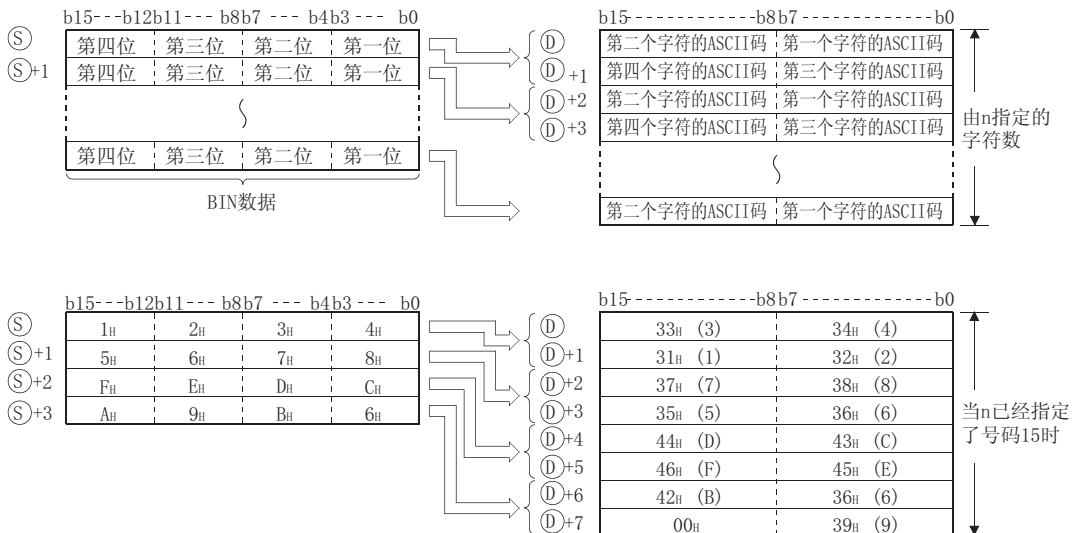 b15---b12b11--- b8b7 --- b4b3 --- b0
Ⓢ 第四位 第三位 第二位 第一位
Ⓢ+1 第四位 第三位 第二位 第一位
第四位 第三位 第二位 第一位
BIN数据
b15-------------b8b7-------------b0
Ⓓ 第二个字符的ASCII码 第一个字符的ASCII码
Ⓓ+1 第四个字符的ASCII码 第三个字符的ASCII码
Ⓓ+2 第二个字符的ASCII码 第一个字符的ASCII码
Ⓓ+3 第四个字符的ASCII码 第三个字符的ASCII码
第二个字符的ASCII码 第一个字符的ASCII码
由n指定的
字符数
b15---b12b11--- b8b7 --- b4b3 --- b0
Ⓢ 1H 2H 3H 4H
Ⓢ+1 5H 6H 7H 8H
Ⓢ+2 FH EH DH CH
Ⓢ+3 AH 9H BH 6H
b15-------------b8b7-------------b0
Ⓓ 33H (3) 34H (4)
Ⓓ+1 31H (1) 32H (2)
Ⓓ+2 37H (7) 38H (8)
Ⓓ+3 35H (5) 36H (6)
Ⓓ+4 44H (D) 43H (C)
Ⓓ+5 46H (F) 45H (E)
Ⓓ+6 42H (B) 36H (6)
Ⓓ+7 00H 39H (9)
当n已经指定
了号码15时